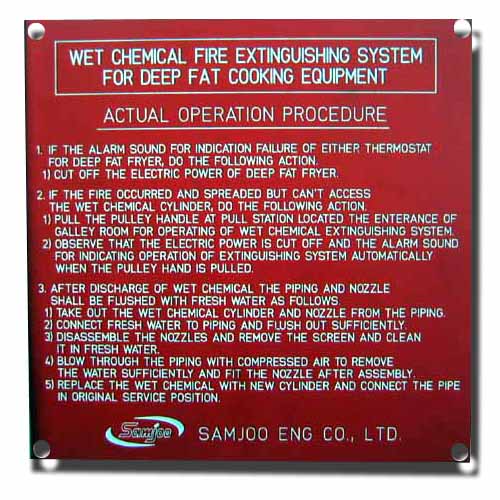 WET CHEMICAL FIRE EXTINGUISHING SYSTEM
FOR DEEP FAT COOKING EQUIPMENT
ACTUAL OPERATION PROCEDURE
1. IF THE ALARM SOUND FOR INDICATION FAILURE OF EITHER THERMOSTAT
FOR DEEP FAT FRYER, DO THE FOLLOWING ACTION.
1) CUT OFF THE ELECTRIC POWER OF DEEP FAT FRYER.
2. IF THE FIRE OCCURRED AND SPREADED BUT CAN'T ACCESS
THE WET CHEMICAL CYLINDER, DO THE FOLLOWING ACTION.
1) PULL THE PULLEY HANDLE AT PULL STATION LOCATED THE ENTERANCE OF
GALLEY ROOM FOR OPERATING OF WET CHEMICAL EXTINGUISHING SYSTEM.
2) OBSERVE THAT THE ELECTRIC POWER IS CUT OFF AND THE ALARM SOUND
FOR INDICATING OPERATION OF EXTINGUISHING SYSTEM AUTOMATICALLY
WHEN THE PULLEY HAND IS PULLED.
3. AFTER DISCHARGE OF WET CHEMICAL THE PIPING AND NOZZLE
SHALL BE FLUSHED WITH FRESH WATER AS FOLLOWS.
1) TAKE OUT THE WET CHEMICAL CYLINDER AND NOZZLE FROM THE PIPING.
2) CONNECT FRESH WATER TO PIPING AND FLUSH OUT SUFFICIENTLY.
3) DISASSEMBLE THE NOZZLES AND REMOVE THE SCREEN AND CLEAN
IT IN FRESH WATER.
4) BLOW THROUGH THE PIPING WITH COMPRESSED AIR TO REMOVE
THE WATER SUFFICIENTLY AND FIT THE NOZZLE AFTER ASSEMBLY.
5) REPLACE THE WET CHEMICAL WITH NEW CYLINDER AND CONNECT THE PIPE
IN ORIGINAL SERVICE POSITION.
Samjoo SAMJOO ENG CO., LTD.